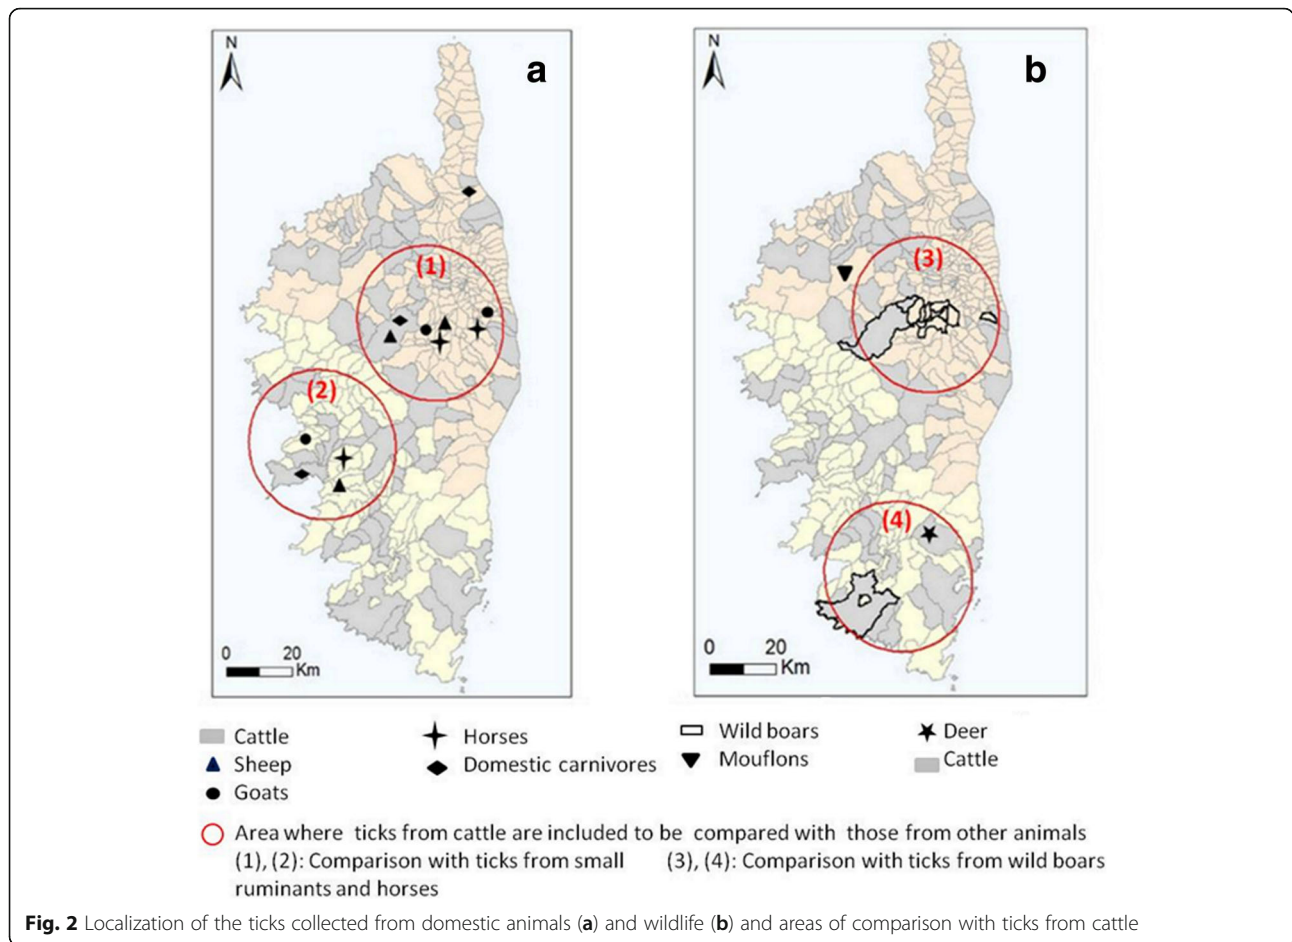 N
a
(1)
(2)
0 20
Km
N
b
(3)
(4)
0 20
Km
Cattle
Sheep
Goats
Horses
Domestic carnivores
Wild boars
Mouflons
Deer
Cattle
Area where ticks from cattle are included to be compared with those from other animals
(1), (2): Comparison with ticks from small
ruminants and horses
(3), (4): Comparison with ticks from wild boars
Fig. 2 Localization of the ticks collected from domestic animals (a) and wildlife (b) and areas of comparison with ticks from cattle